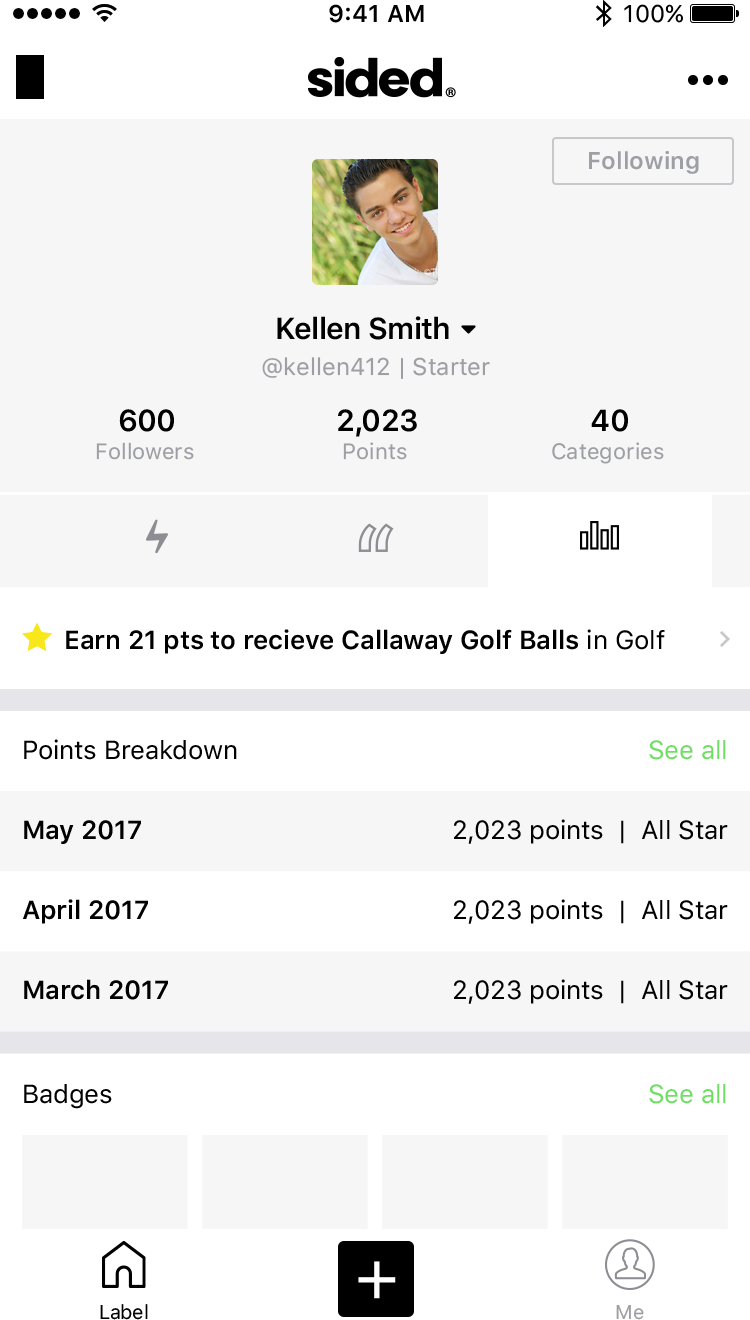 9:41 AM 100%
sided®
Following
Kellen Smith
@kellen412 | Starter
600 2,023 40
Followers Points Categories
Earn 21 pts to recieve Callaway Golf Balls in Golf
Points Breakdown See all
May 2017 2,023 points | All Star
April 2017 2,023 points | All Star
March 2017 2,023 points | All Star
Badges See all
Label Me